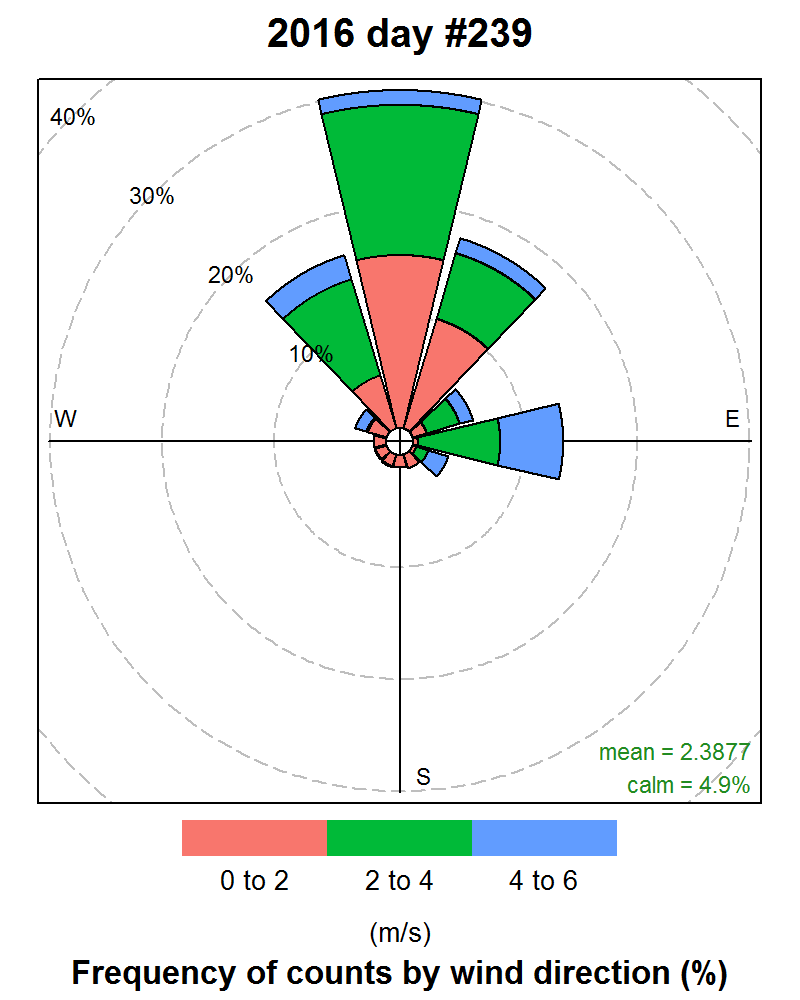 2016 day #239
40%
30%
20%
10%
W
E
S
mean = 2.3877
calm = 4.9%
0 to 2 2 to 4 4 to 6
(m/s)
Frequency of counts by wind direction (%)